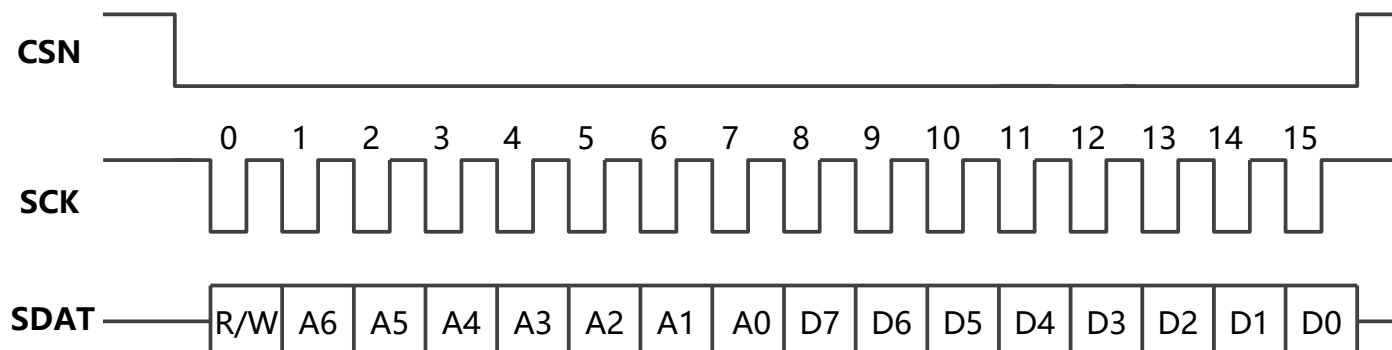 CSN
0 1 2 3 4 5 6 7 8 9 10 11 12 13 14 15
SCK
SDAT R/W A6 A5 A4 A3 A2 A1 A0 D7 D6 D5 D4 D3 D2 D1 D0